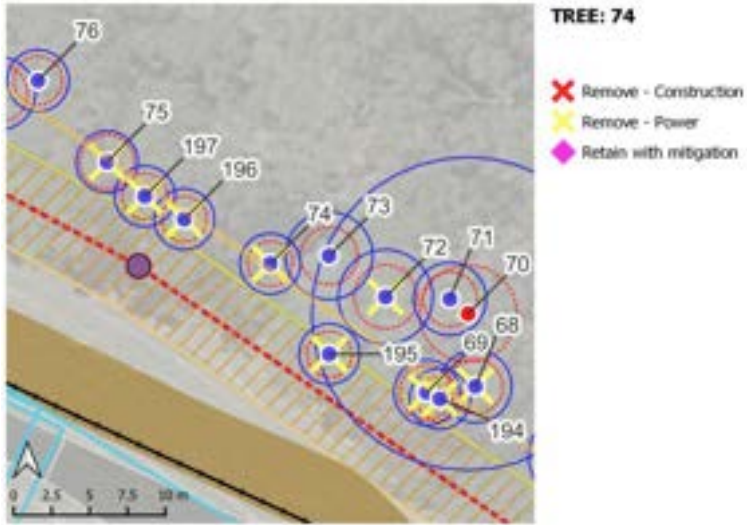 TREE: 74
Remove - Construction
Remove - Power
Retain with mitigation
76
75
197
196
74
73
72
71
70
69
68
195
194
0 2.5 5 7.5 10 m